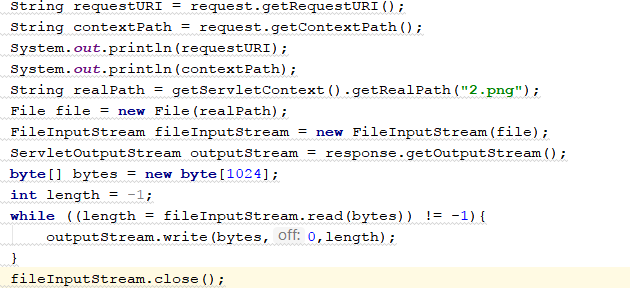 String requestURI = request.getRequestURI();
String contextPath = request.getContextPath();
System.out.println(requestURI);
System.out.println(contextPath);
String realPath = getServletContext().getRealPath("2.png");
File file = new File(realPath);
FileInputStream fileInputStream = new FileInputStream(file);
ServletOutputStream outputStream = response.getOutputStream();
byte[] bytes = new byte[1024];
int length = -1;
while ((length = fileInputStream.read(bytes)) != -1){
    outputStream.write(bytes, off: 0,length);
}
fileInputStream.close();